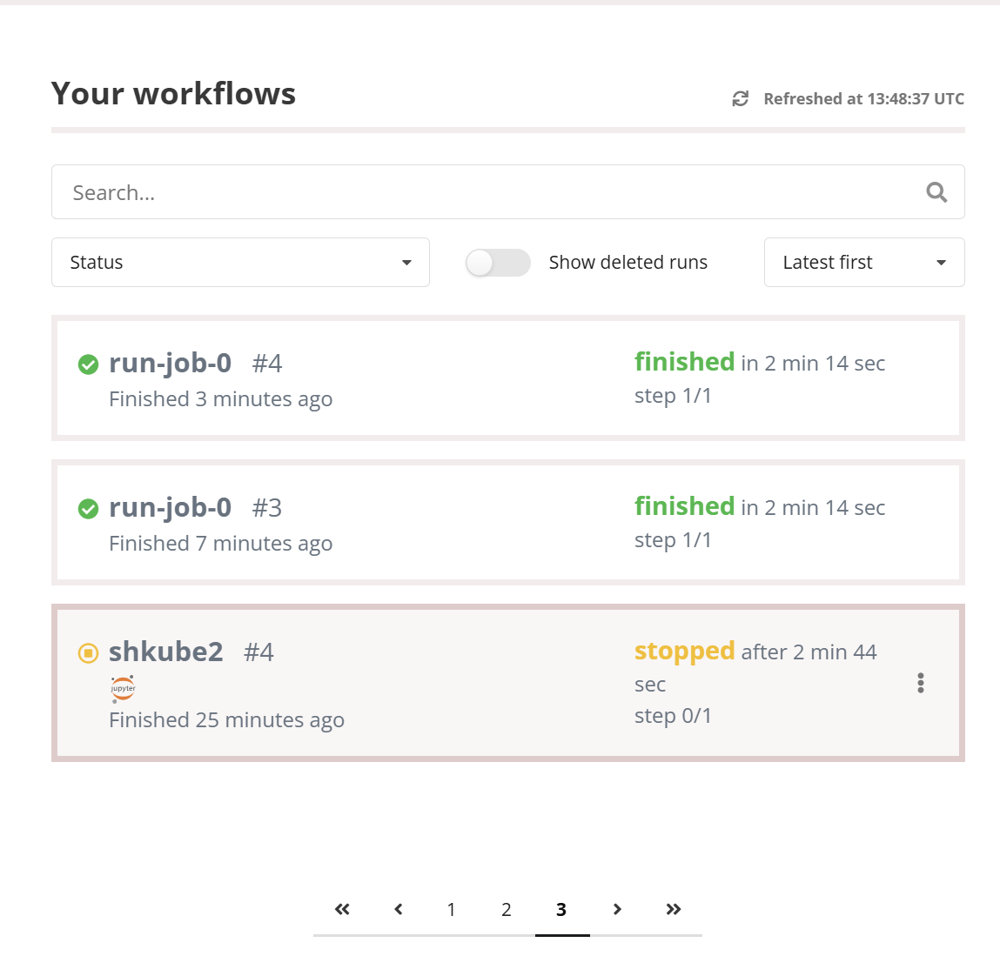 Your workflows
Refreshed at 13:48:37 UTC
Search...
Status
Show deleted runs
Latest first
run-job-0 #4
finished in 2 min 14 sec
Finished 3 minutes ago
step 1/1
run-job-0 #3
finished in 2 min 14 sec
Finished 7 minutes ago
step 1/1
shkube2 #4
stopped after 2 min 44
sec
jupyter
Finished 25 minutes ago
step 0/1
« ‹ 1 2 3 › »